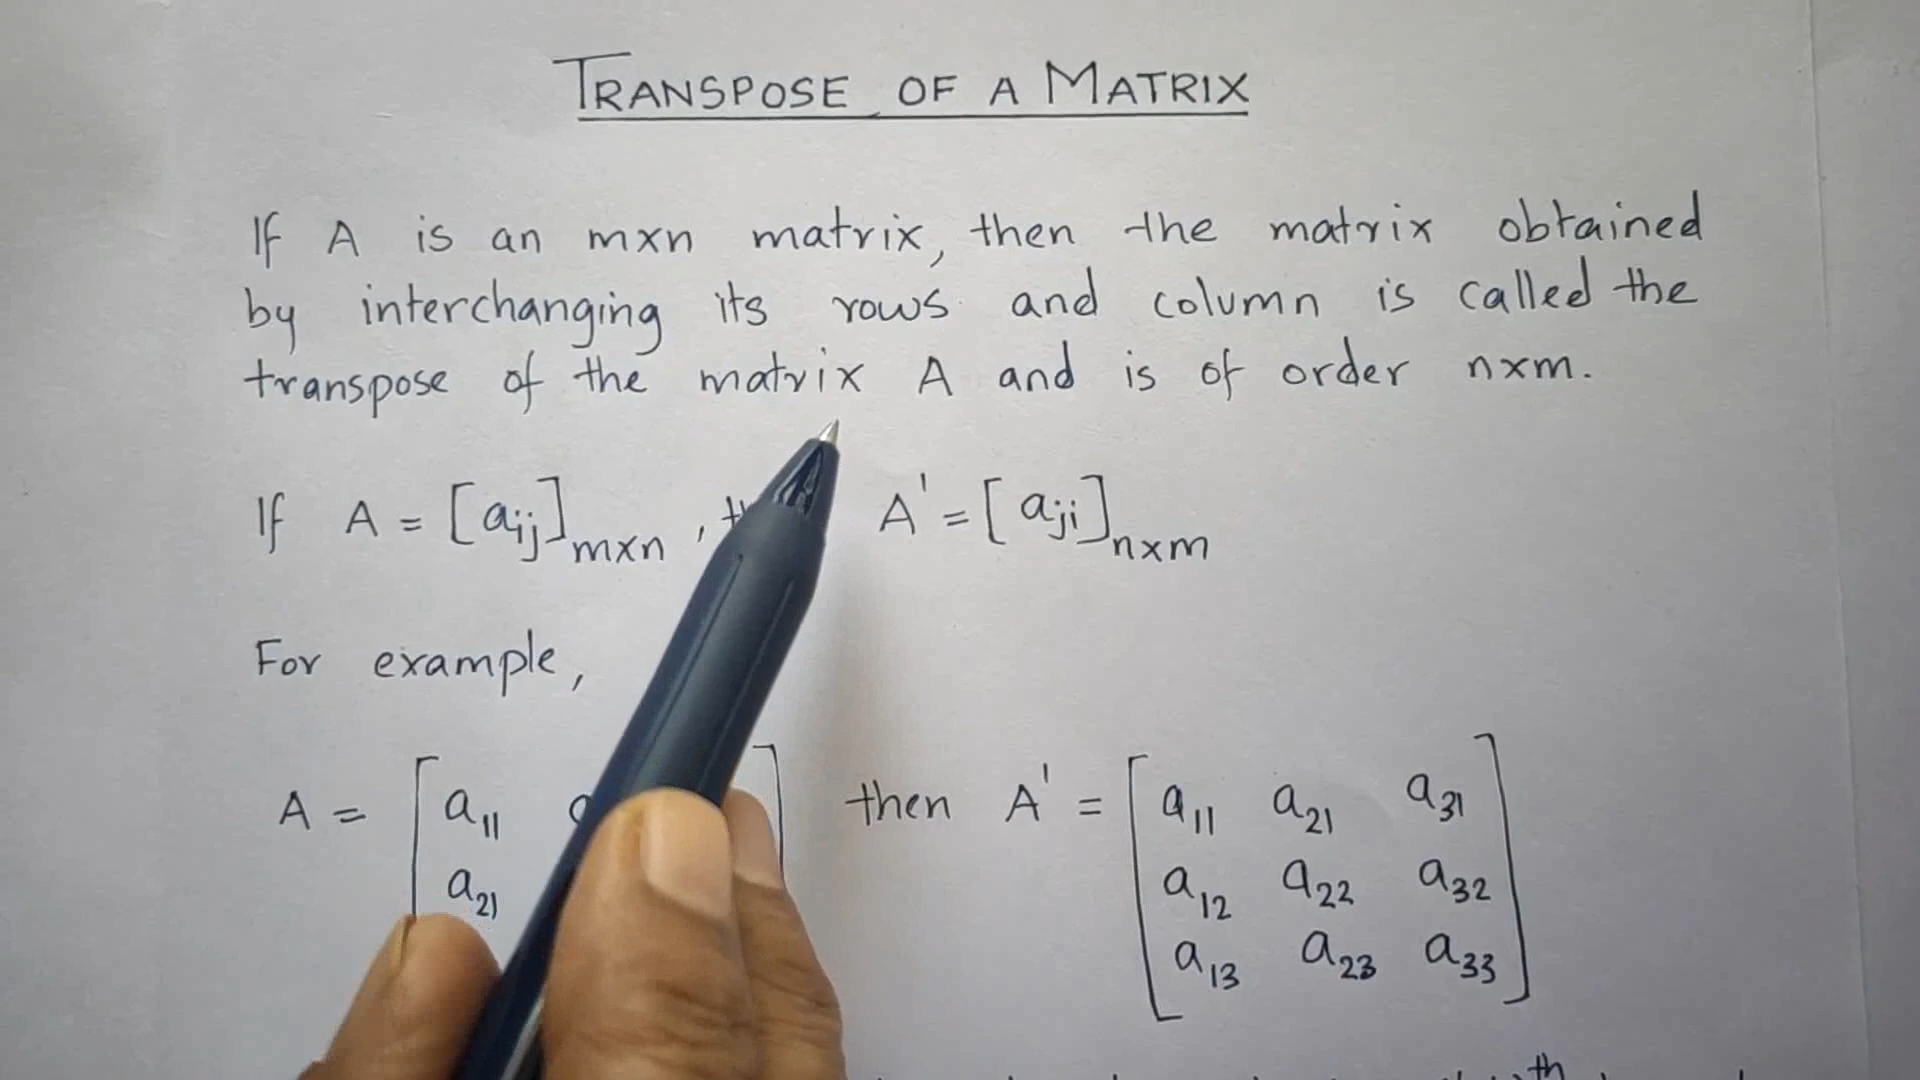 TRANSPOSE OF A MATRIX
If A is an mxn matrix, then the matrix obtained
by interchanging its rows and column is called the
transpose of the matrix A and is of order nxm.
If A = [aij]mxn , A' = [aji]nxm
For example,
A = [a11 then A' = [a11 a21 a31
a21 a12 a22 a32
a13 a23 a33]
th